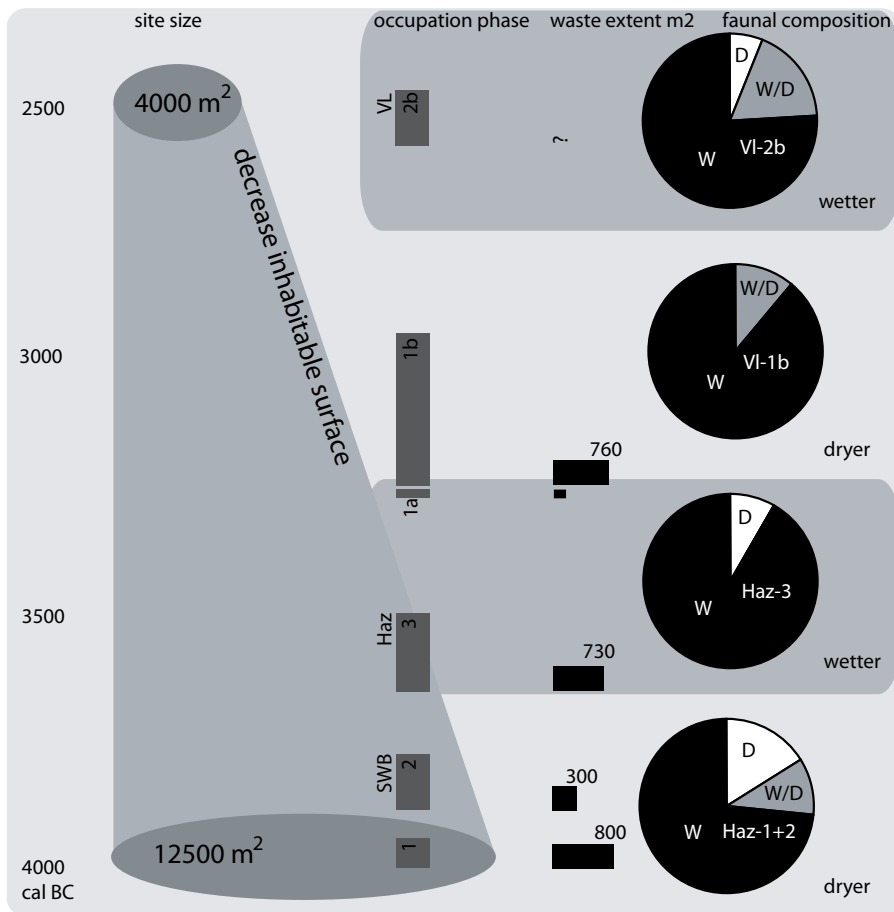 site size
occupation phase
waste extent m2
faunal composition
2500
4000 m²
VL
2b
?
D
W/D
W
Vl-2b
wetter
decrease inhabitable surface
3000
1b
W/D
W
Vl-1b
dryer
760
1a
3500
Haz
3
730
D
W
Haz-3
wetter
SWB
2
300
D
W/D
W
Haz-1+2
4000
cal BC
12500 m²
1
800
dryer